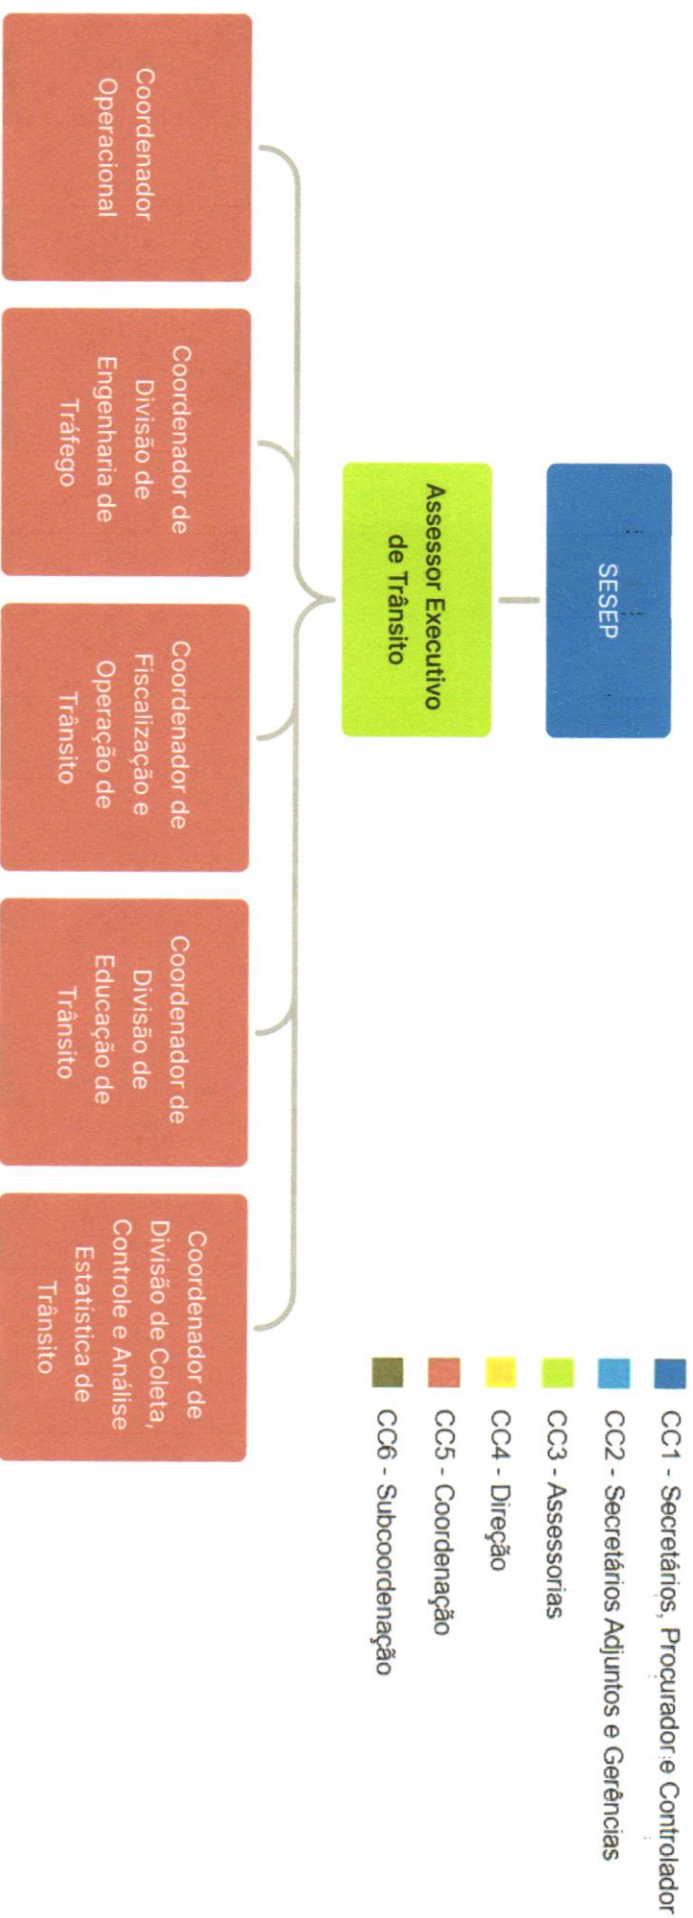 SESEP
Assessor Executivo
de Trânsito
Coordenador
Operacional
Coordenador de
Divisão de
Engenharia de
Tráfego
Coordenador de
Fiscalização e
Operação de
Trânsito
Coordenador de
Divisão de
Educação de
Trânsito
Coordenador de
Divisão de Coleta,
Controle e Análise
Estatística de
Trânsito
CC1 - Secretários, Procurador e Controlador
CC2 - Secretários Adjuntos e Gerências
CC3 - Assessorias
CC4 - Direção
CC5 - Coordenação
CC6 - Subcoordenação